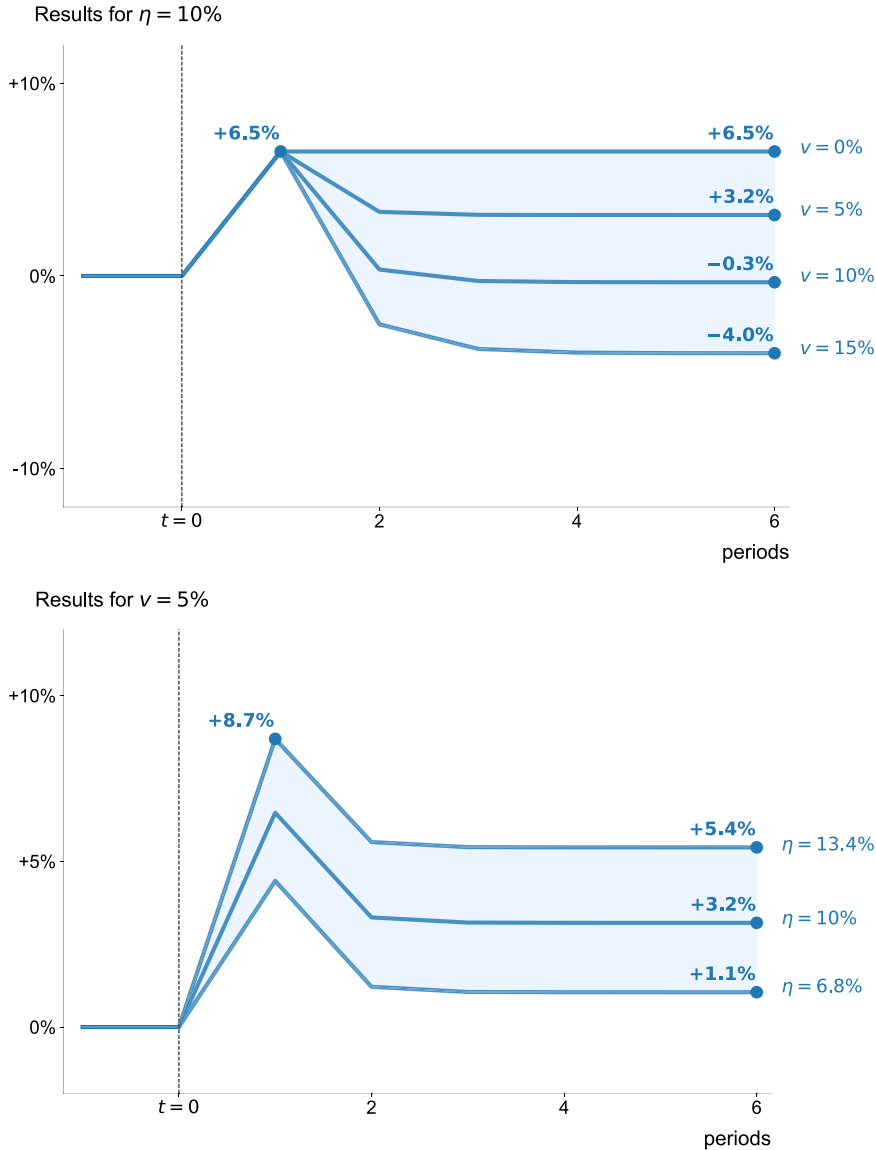 Results for η = 10%
+10%
+6.5%
+6.5%
v = 0%
+3.2%
v = 5%
0%
−0.3%
v = 10%
−4.0%
v = 15%
-10%
t = 0
2
4
6
periods
Results for v = 5%
+10%
+8.7%
+5%
+5.4%
η = 13.4%
+3.2%
η = 10%
+1.1%
η = 6.8%
0%
t = 0
2
4
6
periods